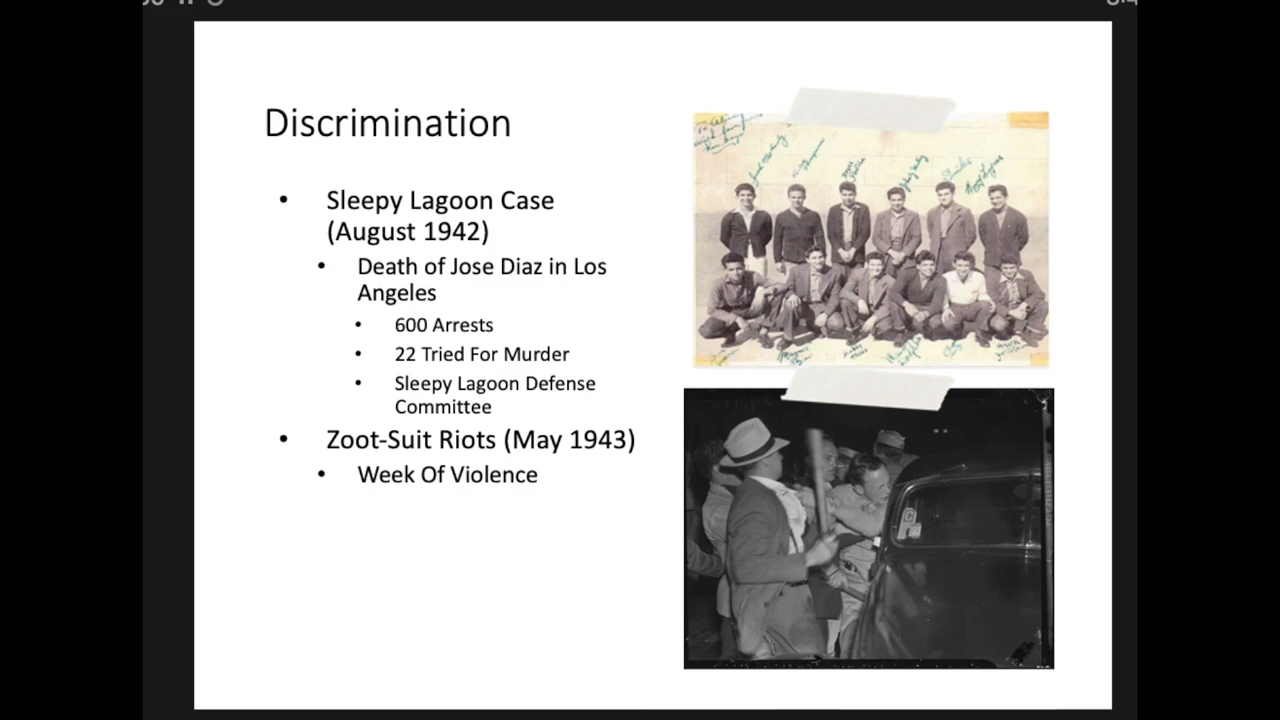 Discrimination
• Sleepy Lagoon Case
(August 1942)
• Death of Jose Diaz in Los
Angeles
• 600 Arrests
• 22 Tried For Murder
• Sleepy Lagoon Defense
Committee
• Zoot-Suit Riots (May 1943)
• Week Of Violence
C